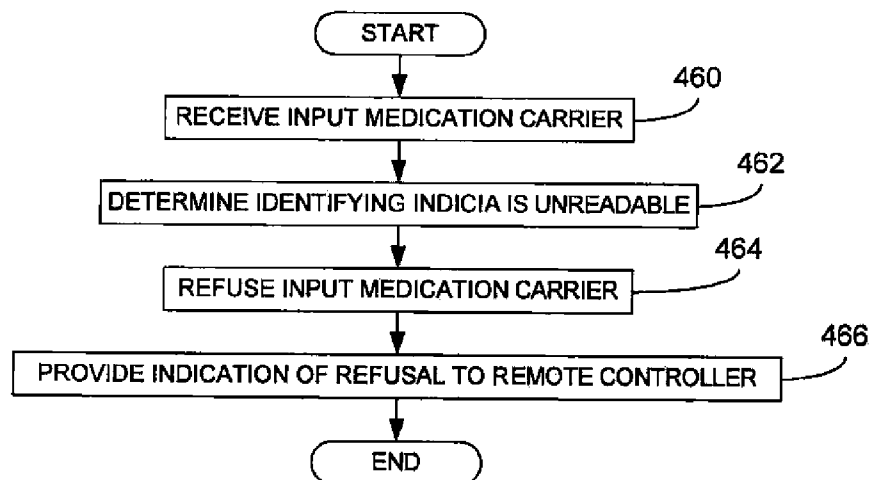 START
460
RECEIVE INPUT MEDICATION CARRIER
462
DETERMINE IDENTIFYING INDICIA IS UNREADABLE
464
REFUSE INPUT MEDICATION CARRIER
466
PROVIDE INDICATION OF REFUSAL TO REMOTE CONTROLLER
END